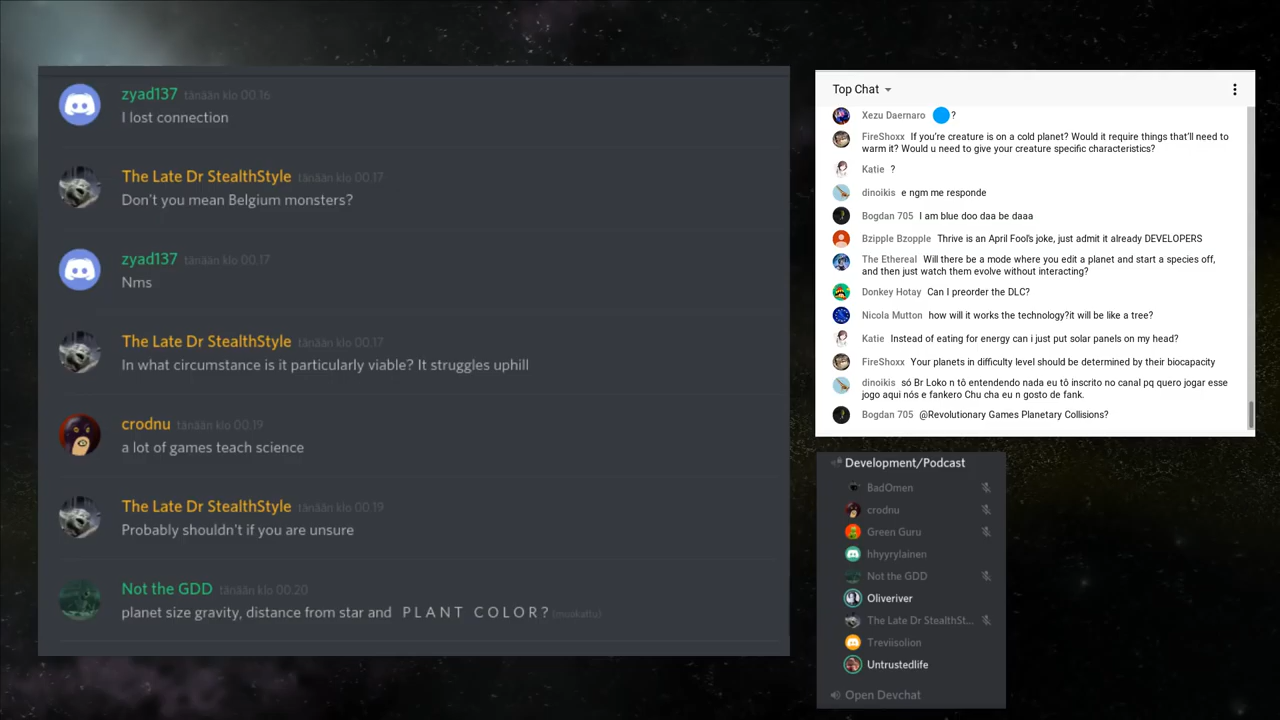 zyad137 tänään klo 00.16
I lost connection
The Late Dr StealthStyle tänään klo 00.17
Don't you mean Belgium monsters?
zyad137 tänään klo 00.17
Nms
The Late Dr StealthStyle tänään klo 00.17
In what circumstance is it particularly viable? It struggles uphill
crodnu tänään klo 00.19
a lot of games teach science
The Late Dr StealthStyle tänään klo 00.19
Probably shouldn't if you are unsure
Not the GDD tänään klo 00.20
planet size gravity, distance from star and P L A N T C O L O R ? (muokattu)
Top Chat
Xezu Daernaro ?
FireShoxx If you're creature is on a cold planet? Would it require things that'll need to
warm it? Would u need to give your creature specific characteristics?
Katie ?
dinoikis e ngm me responde
Bogdan 705 I am blue doo daa be daaa
Bzipple Bzopple Thrive is an April Fool's joke, just admit it already DEVELOPERS
The Ethereal Will there be a mode where you edit a planet and start a species off,
and then just watch them evolve without interacting?
Donkey Hotay Can I preorder the DLC?
Nicola Mutton how will it works the technology?it will be like a tree?
Katie Instead of eating for energy can i just put solar panels on my head?
FireShoxx Your planets in difficulty level should be determined by their biocapacity
dinoikis só Br Loko n tô entendendo nada eu tô inscrito no canal pq quero jogar esse
jogo aqui nós e fankero Chu cha eu n gosto de fank.
Bogdan 705 @Revolutionary Games Planetary Collisions?
Development/Podcast
BadOmen
crodnu
Green Guru
hhyyrylainen
Not the GDD
Oliveriver
The Late Dr StealthSt...
Treviisolion
Untrustedlife
Open Devchat